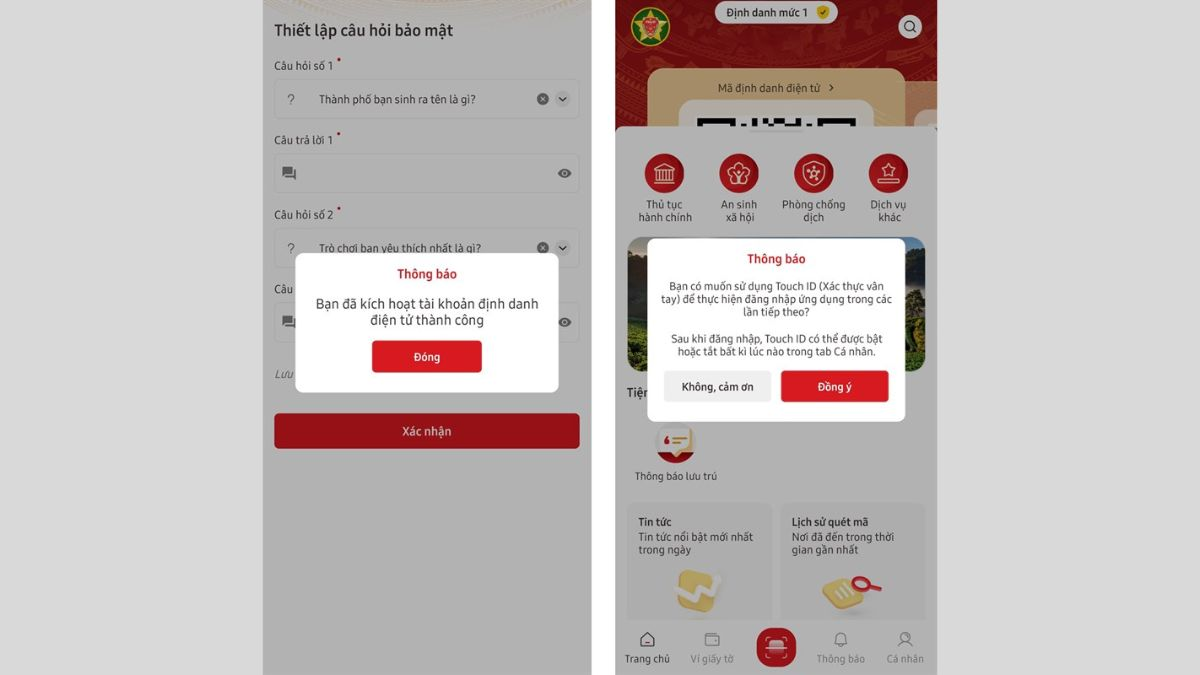 Thiết lập câu hỏi bảo mật
Câu hỏi số 1 *
? Thành phố bạn sinh ra tên là gì?
Câu trả lời 1 *
Câu hỏi số 2 *
? Trò chơi bạn yêu thích nhất là gì?
Câu
Lưu
Thông báo
Bạn đã kích hoạt tài khoản định danh
điện tử thành công
Đóng
Xác nhận
Định danh mức 1
Mã định danh điện tử
Thủ tục
hành chính
An sinh
xã hội
Phòng chống
dịch
Dịch vụ
khác
Thông báo
Bạn có muốn sử dụng Touch ID (Xác thực vân
tay) để thực hiện đăng nhập ứng dụng trong các
lần tiếp theo?
Sau khi đăng nhập, Touch ID có thể được bật
hoặc tắt bất kì lúc nào trong tab Cá nhân.
Không, cảm ơn
Đồng ý
Thông báo lưu trú
Tin tức
Tin tức nổi bật mới nhất
trong ngày
Lịch sử quét mã
Nơi đã đến trong thời
gian gần nhất
Trang chủ
Ví giấy tờ
Thông báo
Cá nhân